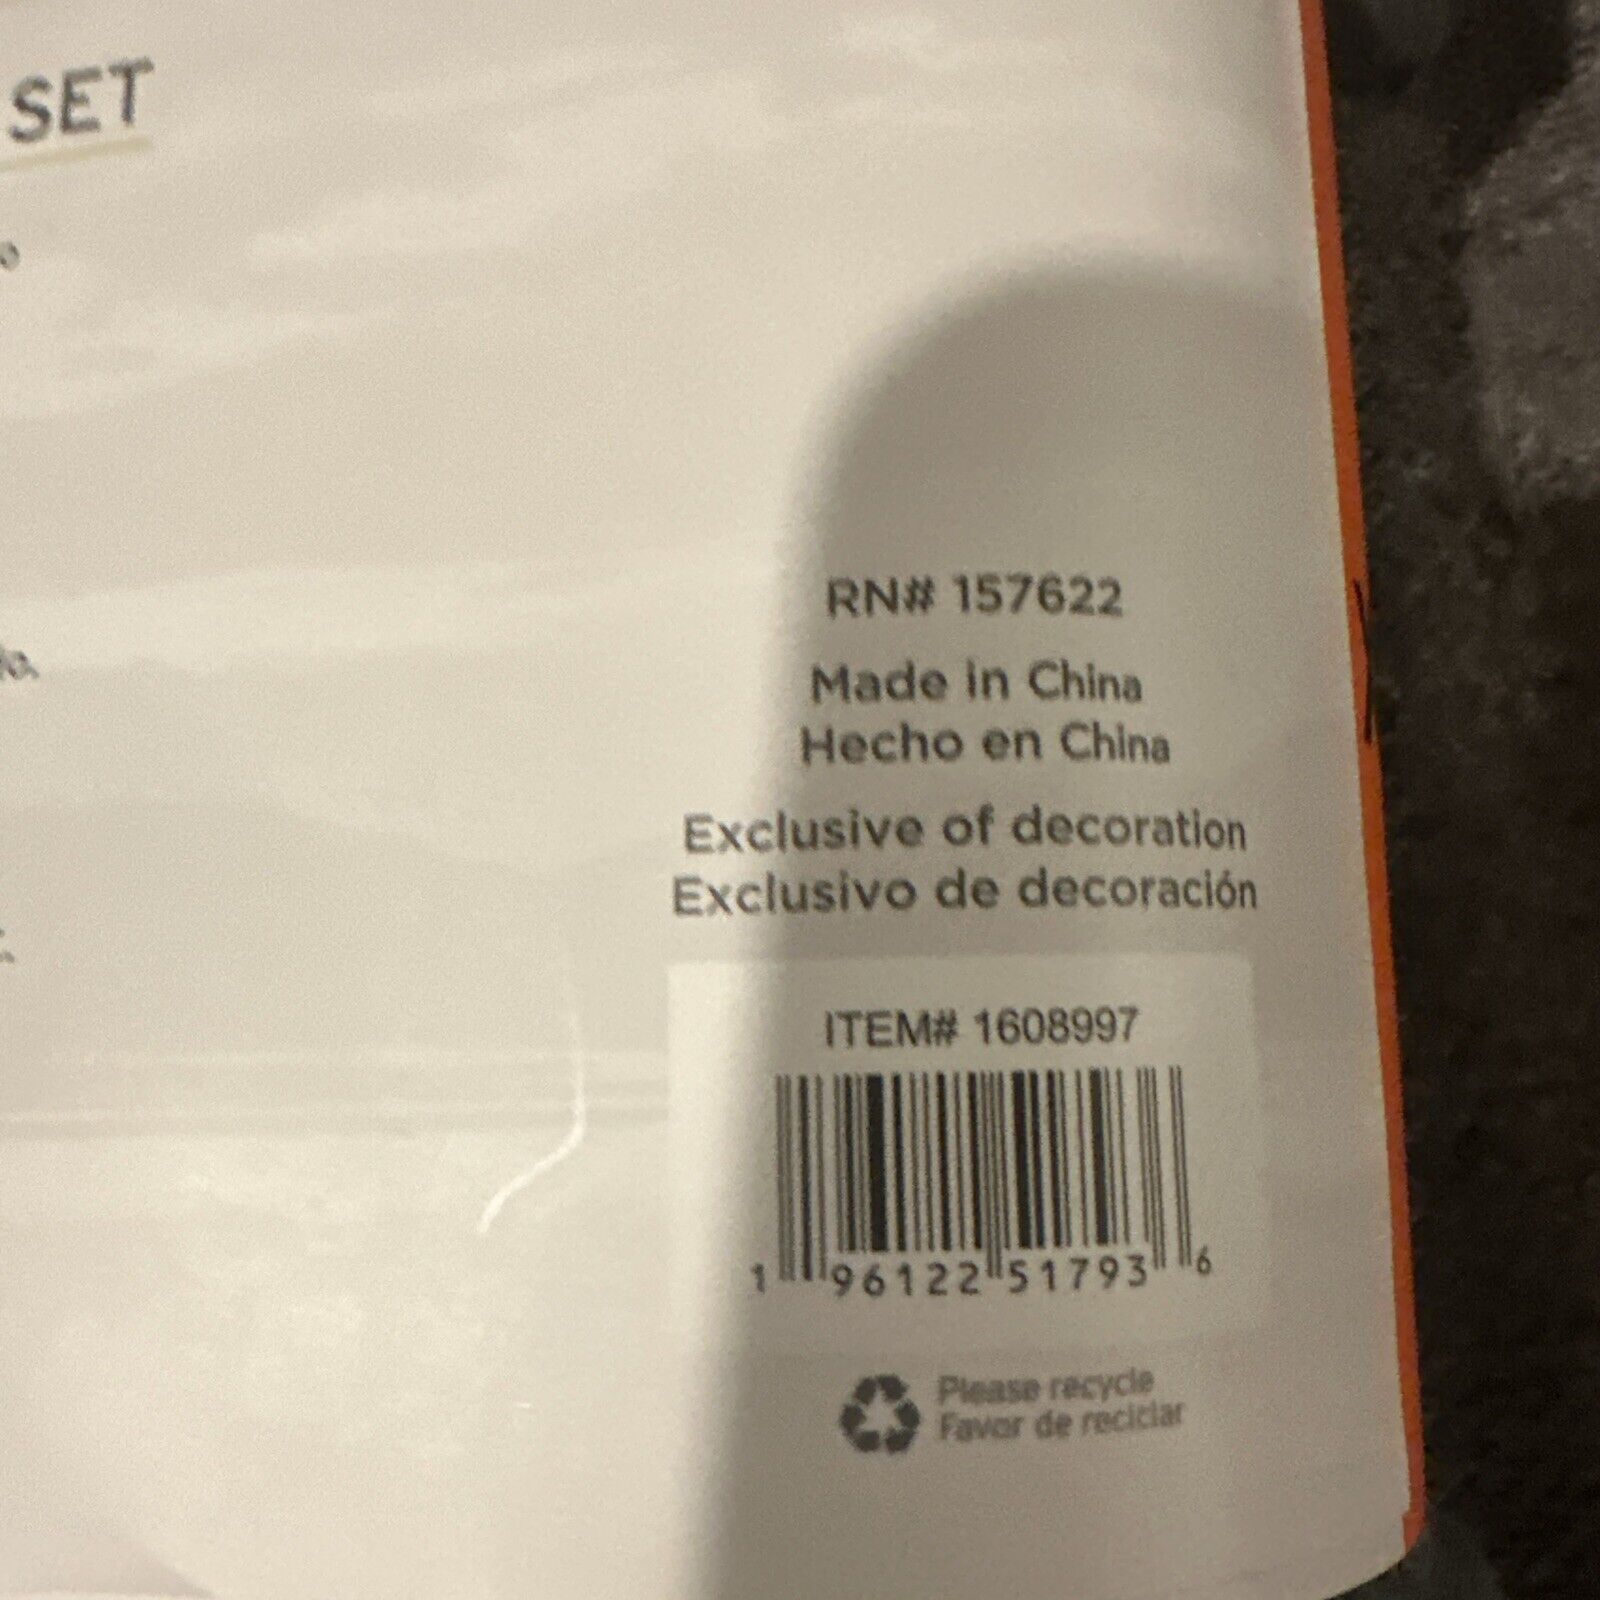 SET
RN# 157622
Made in China
Hecho en China
Exclusive of decoration
Exclusivo de decoración
ITEM# 1608997
1 96122 51793 6
Please recycle
Favor de reciclar